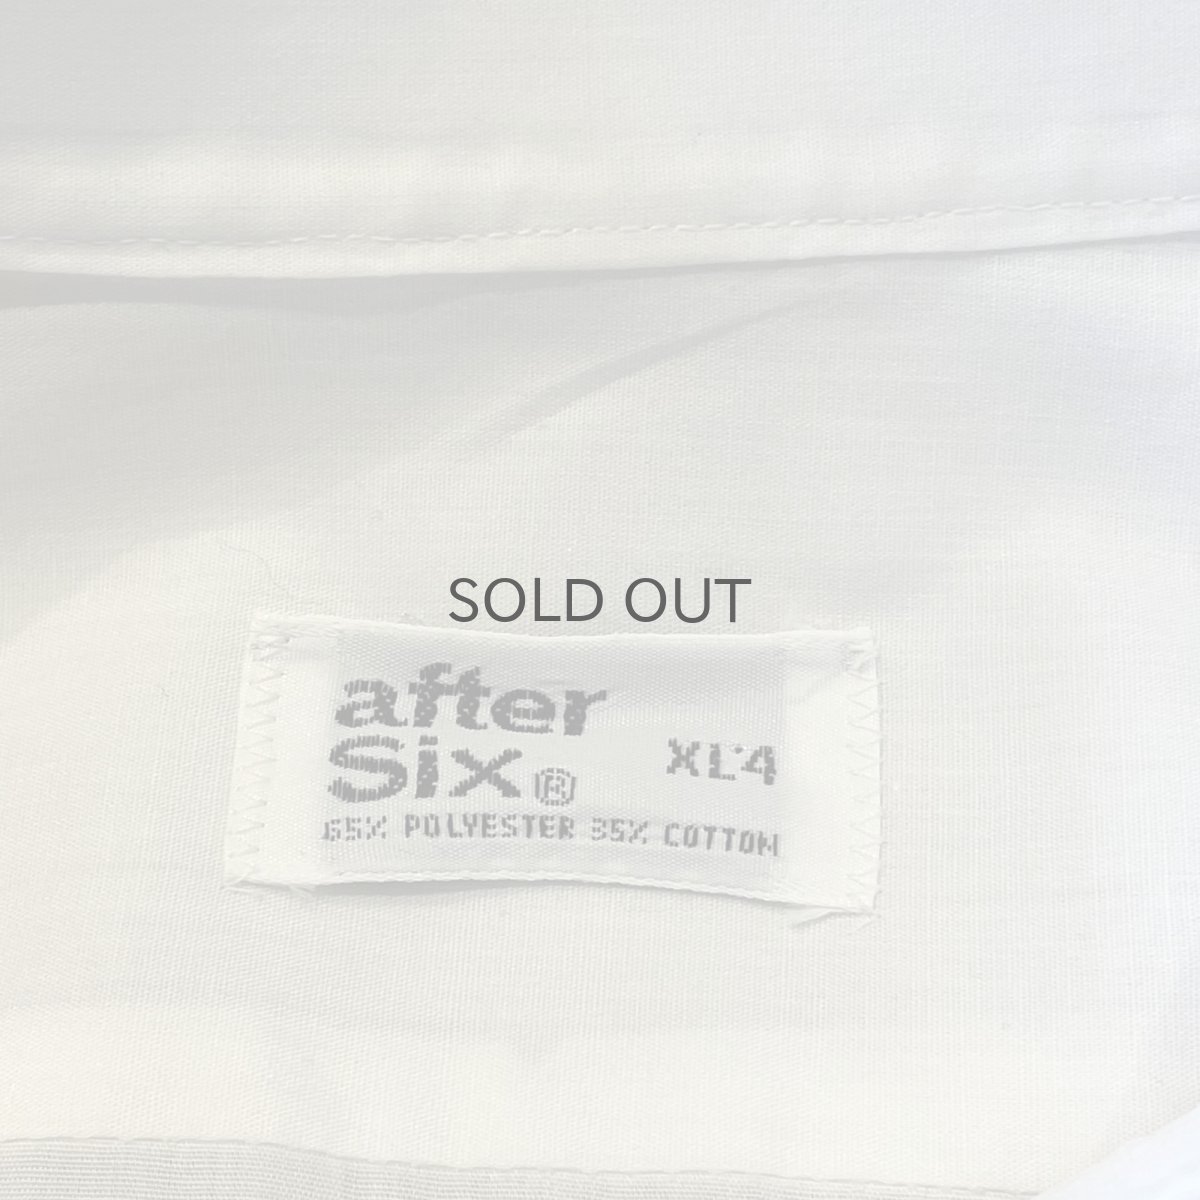 SOLD OUT
after
Six ®
XL4
65% POLYESTER 35% COTTON